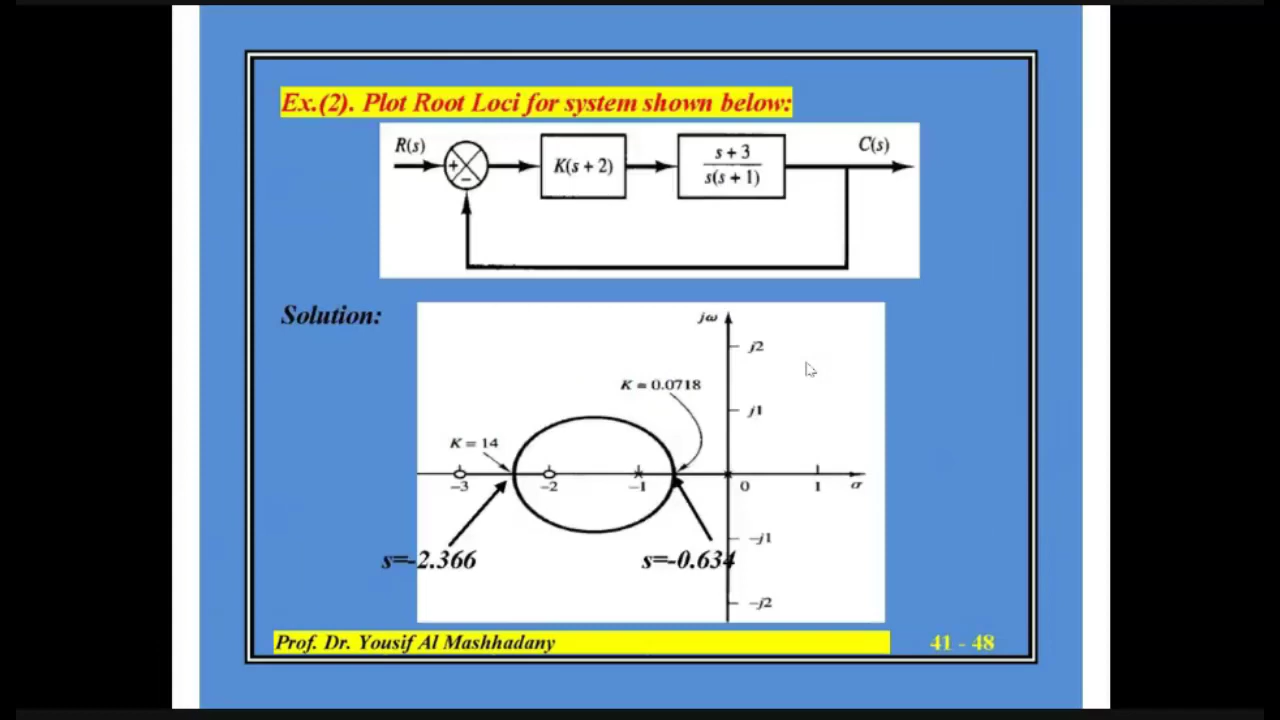 Ex.(2). Plot Root Loci for system shown below:
R(s)
+
−
K(s + 2)
s + 3
s(s + 1)
C(s)
Solution:
jω
j2
K = 0.0718
j1
K = 14
−3
−2
−1
0
1
σ
−j1
s=-2.366
s=-0.634
−j2
Prof. Dr. Yousif Al Mashhadany
41 - 48